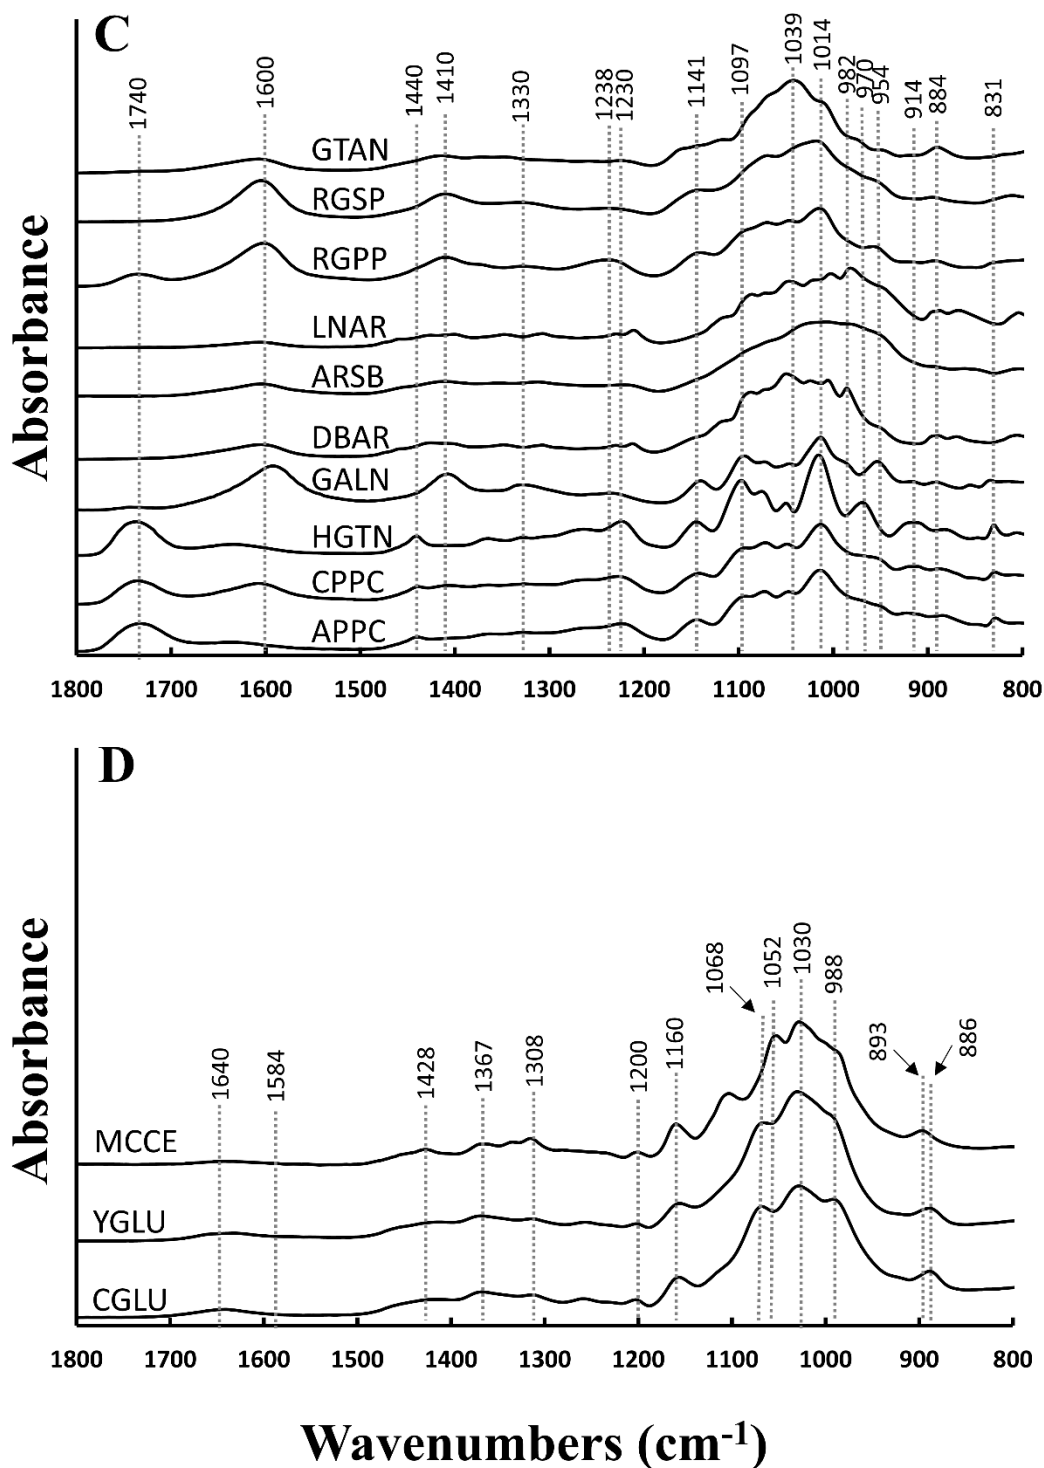 C
1740
1600
1440
1410
1330
1238
1230
1141
1097
1039
1014
982
970
954
914
884
831
GTAN
RGSP
RGPP
LNAR
ARSB
DBAR
GALN
HGTN
CPPC
APPC
Absorbance
1800 1700 1600 1500 1400 1300 1200 1100 1000 900 800
D
1640
1584
1428
1367
1308
1200
1160
1068
1052
1030
988
893
886
MCCE
YGLU
CGLU
Absorbance
1800 1700 1600 1500 1400 1300 1200 1100 1000 900 800
Wavenumbers (cm-1)